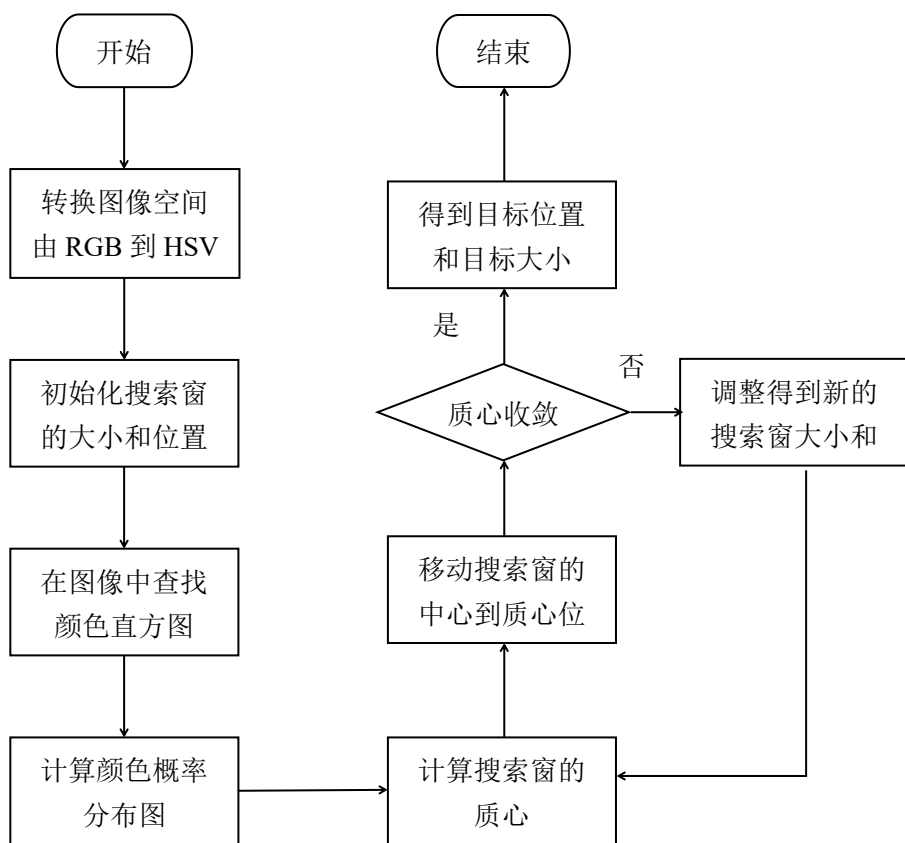 开始
转换图像空间
由 RGB 到 HSV
初始化搜索窗
的大小和位置
在图像中查找
颜色直方图
计算颜色概率
分布图
计算搜索窗的
质心
移动搜索窗的
中心到质心位
质心收敛
是
否
调整得到新的
搜索窗大小和
得到目标位置
和目标大小
结束